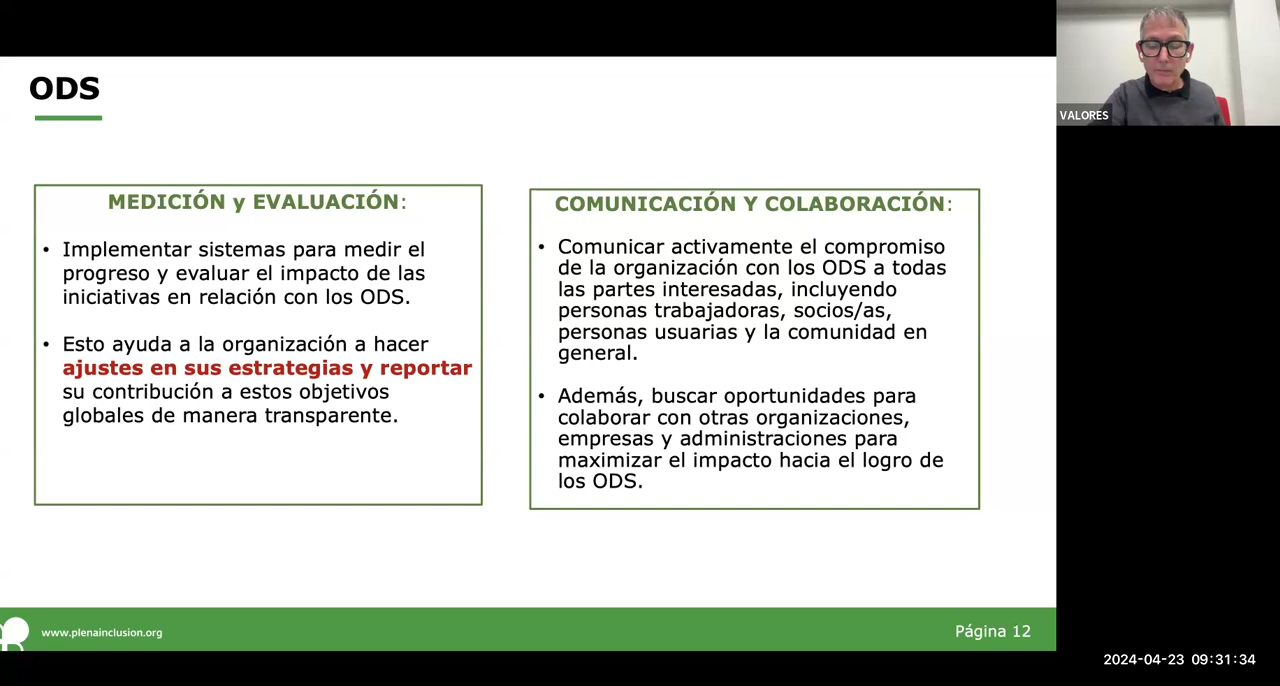 ODS
MEDICIÓN y EVALUACIÓN:
• Implementar sistemas para medir el
progreso y evaluar el impacto de las
iniciativas en relación con los ODS.
• Esto ayuda a la organización a hacer
ajustes en sus estrategias y reportar
su contribución a estos objetivos
globales de manera transparente.
COMUNICACIÓN Y COLABORACIÓN:
• Comunicar activamente el compromiso
de la organización con los ODS a todas
las partes interesadas, incluyendo
personas trabajadoras, socios/as,
personas usuarias y la comunidad en
general.
• Además, buscar oportunidades para
colaborar con otras organizaciones,
empresas y administraciones para
maximizar el impacto hacia el logro de
los ODS.
www.plenainclusion.org
Página 12
VALORES
2024-04-23 09:31:34